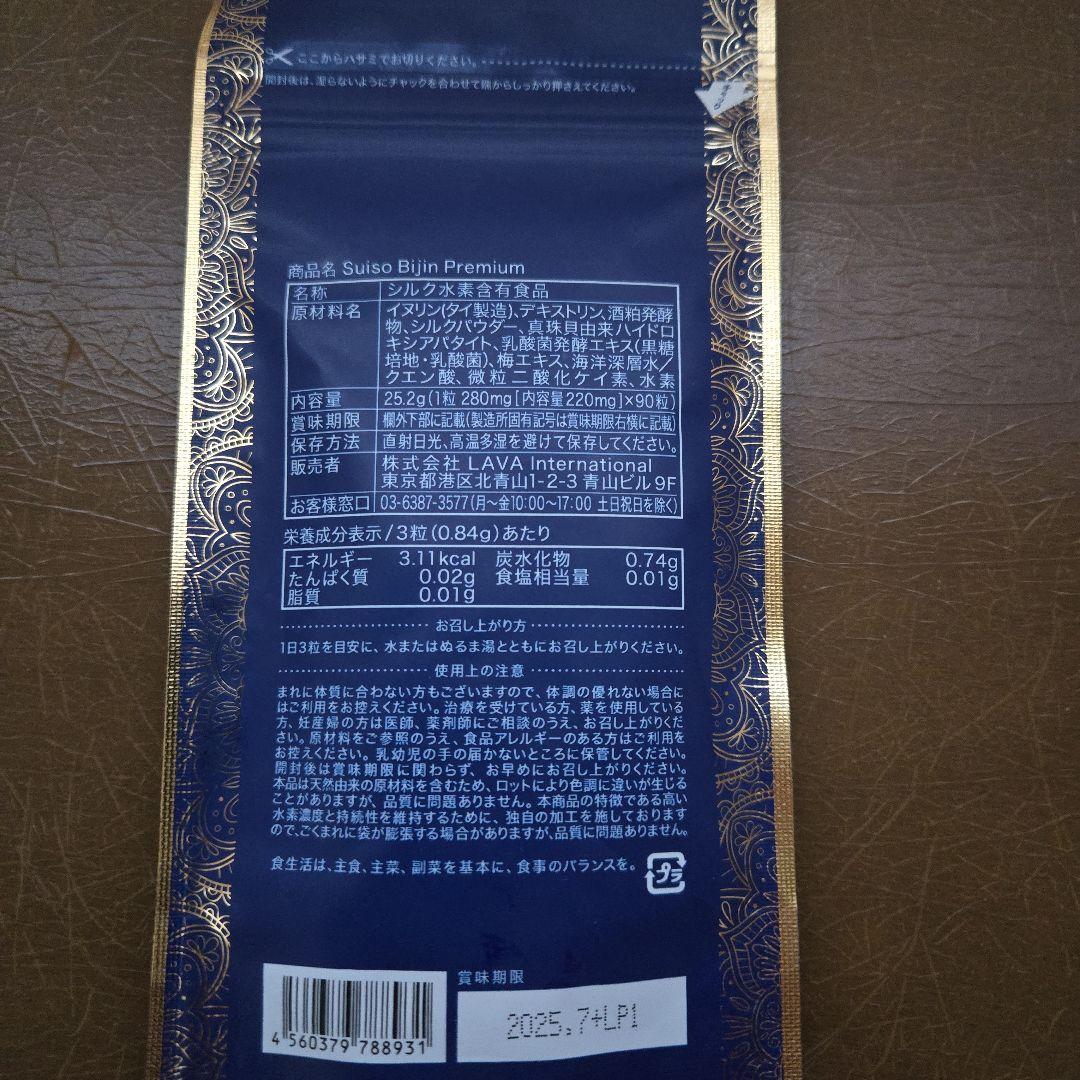 ここからハサミでお切りください。
開封後は、湿らないようにチャックを合わせて端からしっかり押さえてください。
商品名 Suiso Bijin Premium
名称 シルク水素含有食品
原材料名 イヌリン(タイ製造)、デキストリン、酒粕発酵
物、シルクパウダー、真珠貝由来ハイドロ
キシアパタイト、乳酸菌発酵エキス(黒糖
培地・乳酸菌)、梅エキス、海洋深層水/
クエン酸、微粒二酸化ケイ素、水素
内容量 25.2g(1粒 280mg[内容量220mg]×90粒)
賞味期限 欄外下部に記載(製造所固有記号は賞味期限右横に記載)
保存方法 直射日光、高温多湿を避けて保存してください。
販売者 株式会社 LAVA International
東京都港区北青山1-2-3 青山ビル 9F
お客様窓口 03-6387-3577(月〜金10:00〜17:00 土日祝日を除く)
栄養成分表示/3粒(0.84g)あたり
エネルギー 3.11kcal 炭水化物 0.74g
たんぱく質 0.02g 食塩相当量 0.01g
脂質 0.01g
お召し上がり方
1日3粒を目安に、水またはぬるま湯とともにお召し上がりください。
使用上の注意
まれに体質に合わない方もございますので、体調の優れない場合に
はご利用をお控えください。治療を受けている方、薬を使用している
方、妊産婦の方は医師、薬剤師にご相談のうえ、お召し上がりくだ
さい。原材料をご参照のうえ、食品アレルギーのある方はご利用を
お控えください。乳幼児の手の届かないところに保管してください。
開封後は賞味期限に関わらず、お早めにお召し上がりください。
本品は天然由来の原材料を含むため、ロットにより色調に違いが生じる
ことがありますが、品質に問題ありません。本商品の特徴である高い
水素濃度と持続性を維持するために、独自の加工を施しております
ので、ごくまれに袋が膨張する場合がありますが、品質に問題ありません。
食生活は、主食、主菜、副菜を基本に、食事のバランスを。
プラ
賞味期限
2025.7+LP1
4 560379 788931